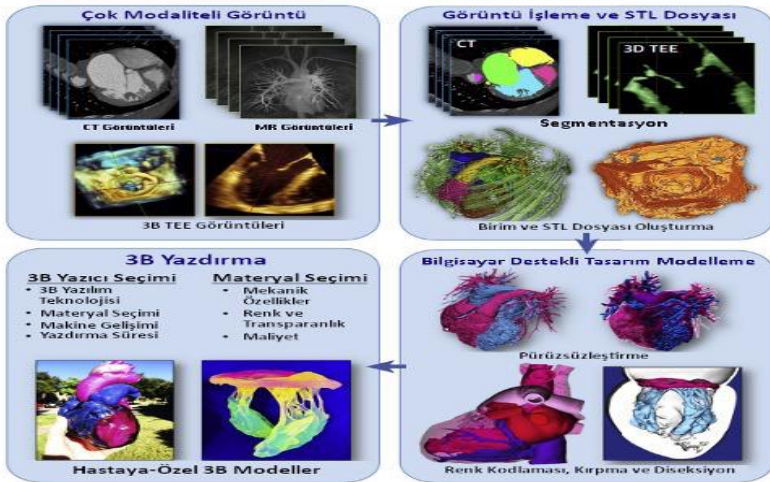 Çok Modaliteli Görüntü
CT Görüntüleri
MR Görüntüleri
3B TEE Görüntüleri
Görüntü İşleme ve STL Dosyası
CT
3D TEE
Segmentasyon
Birim ve STL Dosyası Oluşturma
3B Yazdırma
3B Yazıcı Seçimi
• 3B Yazılım
Teknolojisi
• Materyal Seçimi
• Makine Gelişimi
• Yazdırma Süresi
Materyal Seçimi
• Mekanik
Özellikler
• Renk ve
Transparanlık
• Maliyet
Hastaya-Özel 3B Modeller
Bilgisayar Destekli Tasarım Modelleme
Pürüzsüzleştirme
Renk Kodlaması, Kırpma ve Diseksiyon